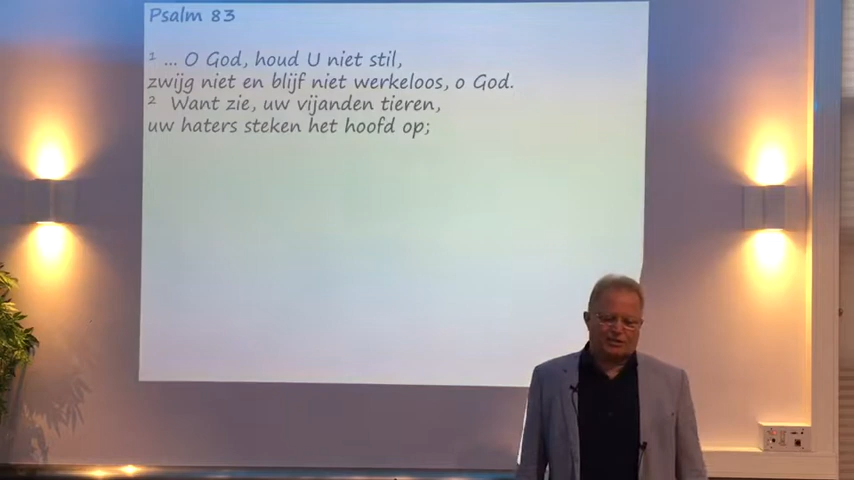 Psalm 83
1 ... O God, houd U niet stil,
zwijg niet en blijf niet werkeloos, o God.
2 Want zie, uw vijanden tieren,
uw haters steken het hoofd op;